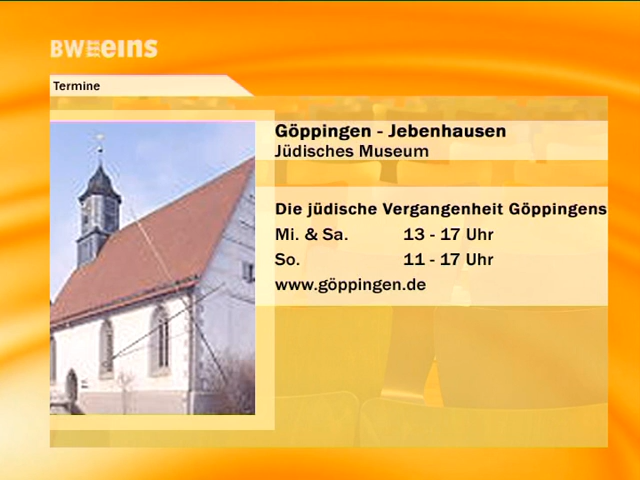 BW eins
Termine
Göppingen - Jebenhausen
Jüdisches Museum
Die jüdische Vergangenheit Göppingens
Mi. & Sa. 13 - 17 Uhr
So. 11 - 17 Uhr
www.göppingen.de